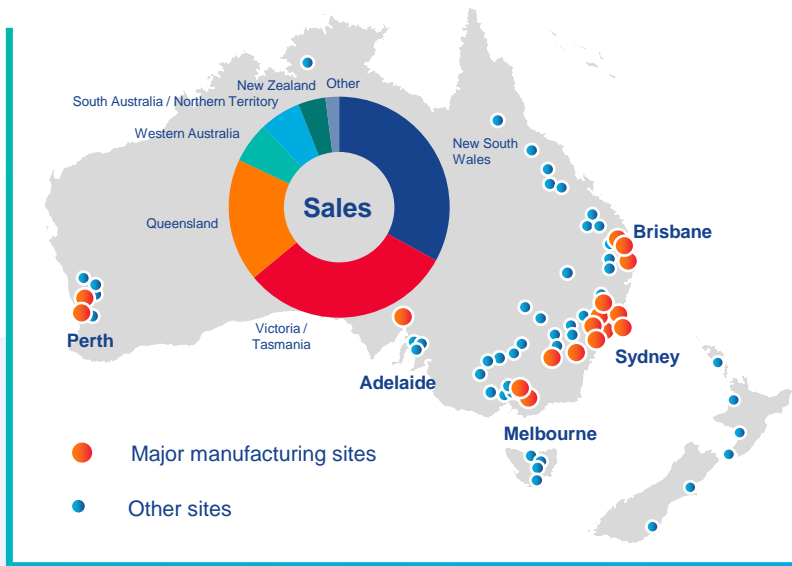 New Zealand
Other
South Australia / Northern Territory
Western Australia
New South
Wales
Sales
Queensland
Brisbane
Victoria /
Tasmania
Perth
Sydney
Adelaide
Melbourne
Major manufacturing sites
Other sites